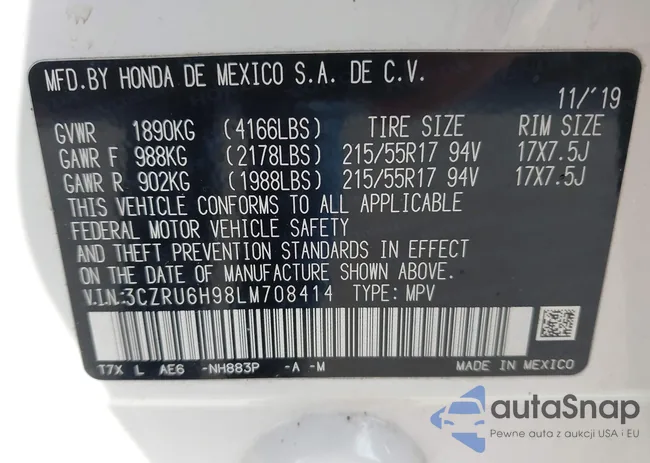 MFD.BY HONDA DE MEXICO S.A. DE C.V.
11/'19
GVWR 1890KG (4166LBS) TIRE SIZE RIM SIZE
GAWR F 988KG (2178LBS) 215/55R17 94V 17X7.5J
GAWR R 902KG (1988LBS) 215/55R17 94V 17X7.5J
THIS VEHICLE CONFORMS TO ALL APPLICABLE
FEDERAL MOTOR VEHICLE SAFETY
AND THEFT PREVENTION STANDARDS IN EFFECT
ON THE DATE OF MANUFACTURE SHOWN ABOVE.
V.I.N.:3CZRU6H98LM708414 TYPE: MPV
T7X L AE6 -NH883P -A -M MADE IN MEXICO
autaSnap
Pewne auta z aukcji USA i EU